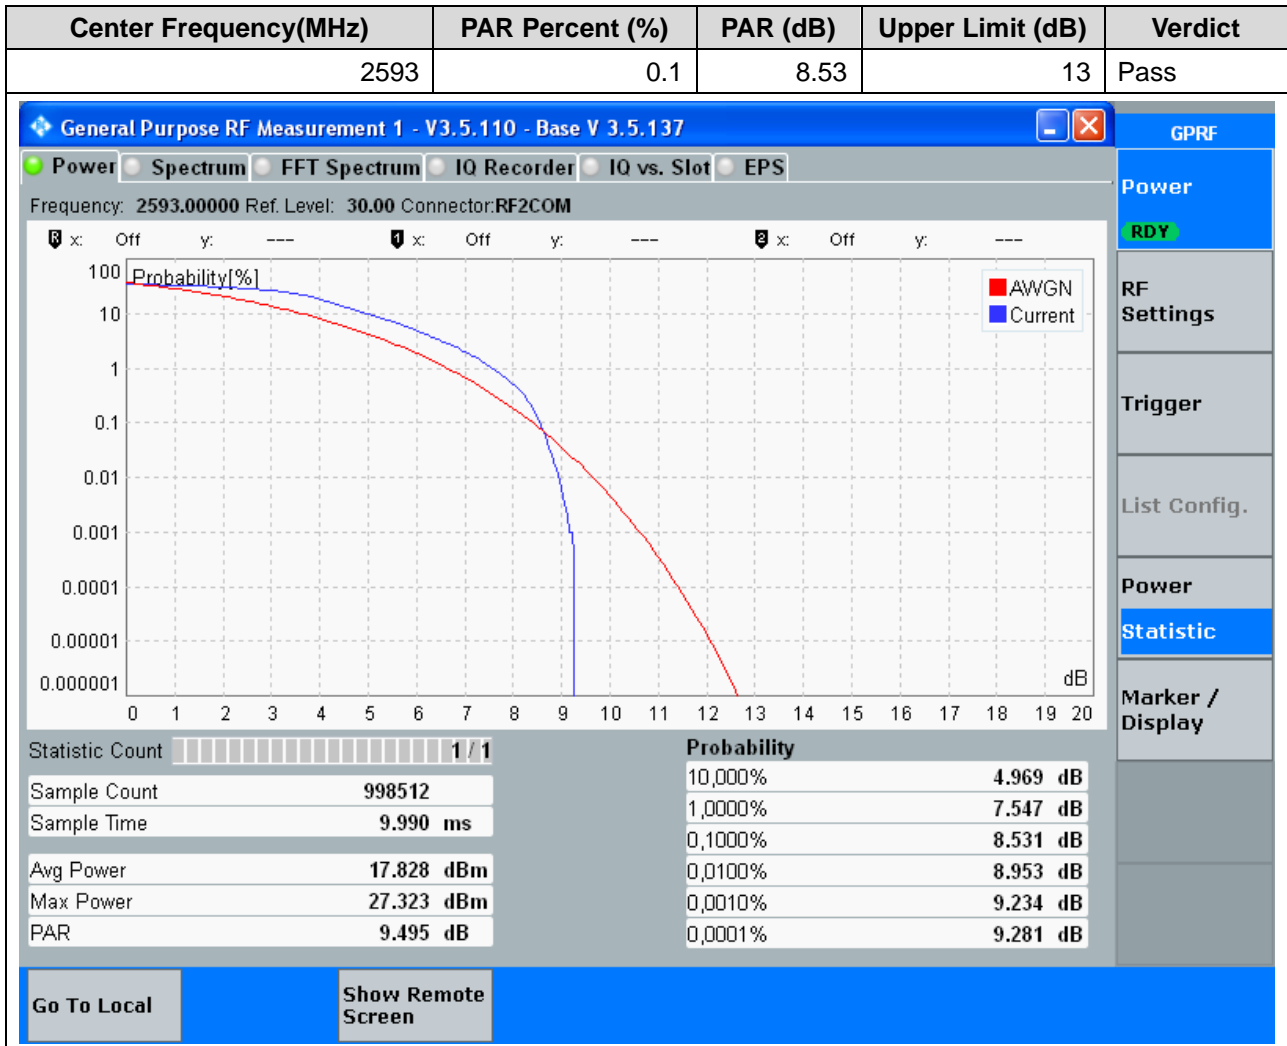 Center Frequency(MHz) PAR Percent (%) PAR (dB) Upper Limit (dB) Verdict
2593 0.1 8.53 13 Pass
General Purpose RF Measurement 1 - V3.5.110 - Base V 3.5.137
GPRF
Power Spectrum FFT Spectrum IQ Recorder IQ vs. Slot EPS
Frequency: 2593.00000 Ref. Level: 30.00 Connector:RF2COM
R x: Off y: --- 1 x: Off y: --- 2 x: Off y: ---
Probability[%]
AWGN
Current
100
10
1
0.1
0.01
0.001
0.0001
0.00001
0.000001
dB
0 1 2 3 4 5 6 7 8 9 10 11 12 13 14 15 16 17 18 19 20
Statistic Count 1 / 1
Sample Count 998512
Sample Time 9.990 ms
Avg Power 17.828 dBm
Max Power 27.323 dBm
PAR 9.495 dB
Probability
10,000% 4.969 dB
1,0000% 7.547 dB
0,1000% 8.531 dB
0,0100% 8.953 dB
0,0010% 9.234 dB
0,0001% 9.281 dB
Power
RDY
RF
Settings
Trigger
List Config.
Power
Statistic
Marker /
Display
Go To Local
Show Remote
Screen